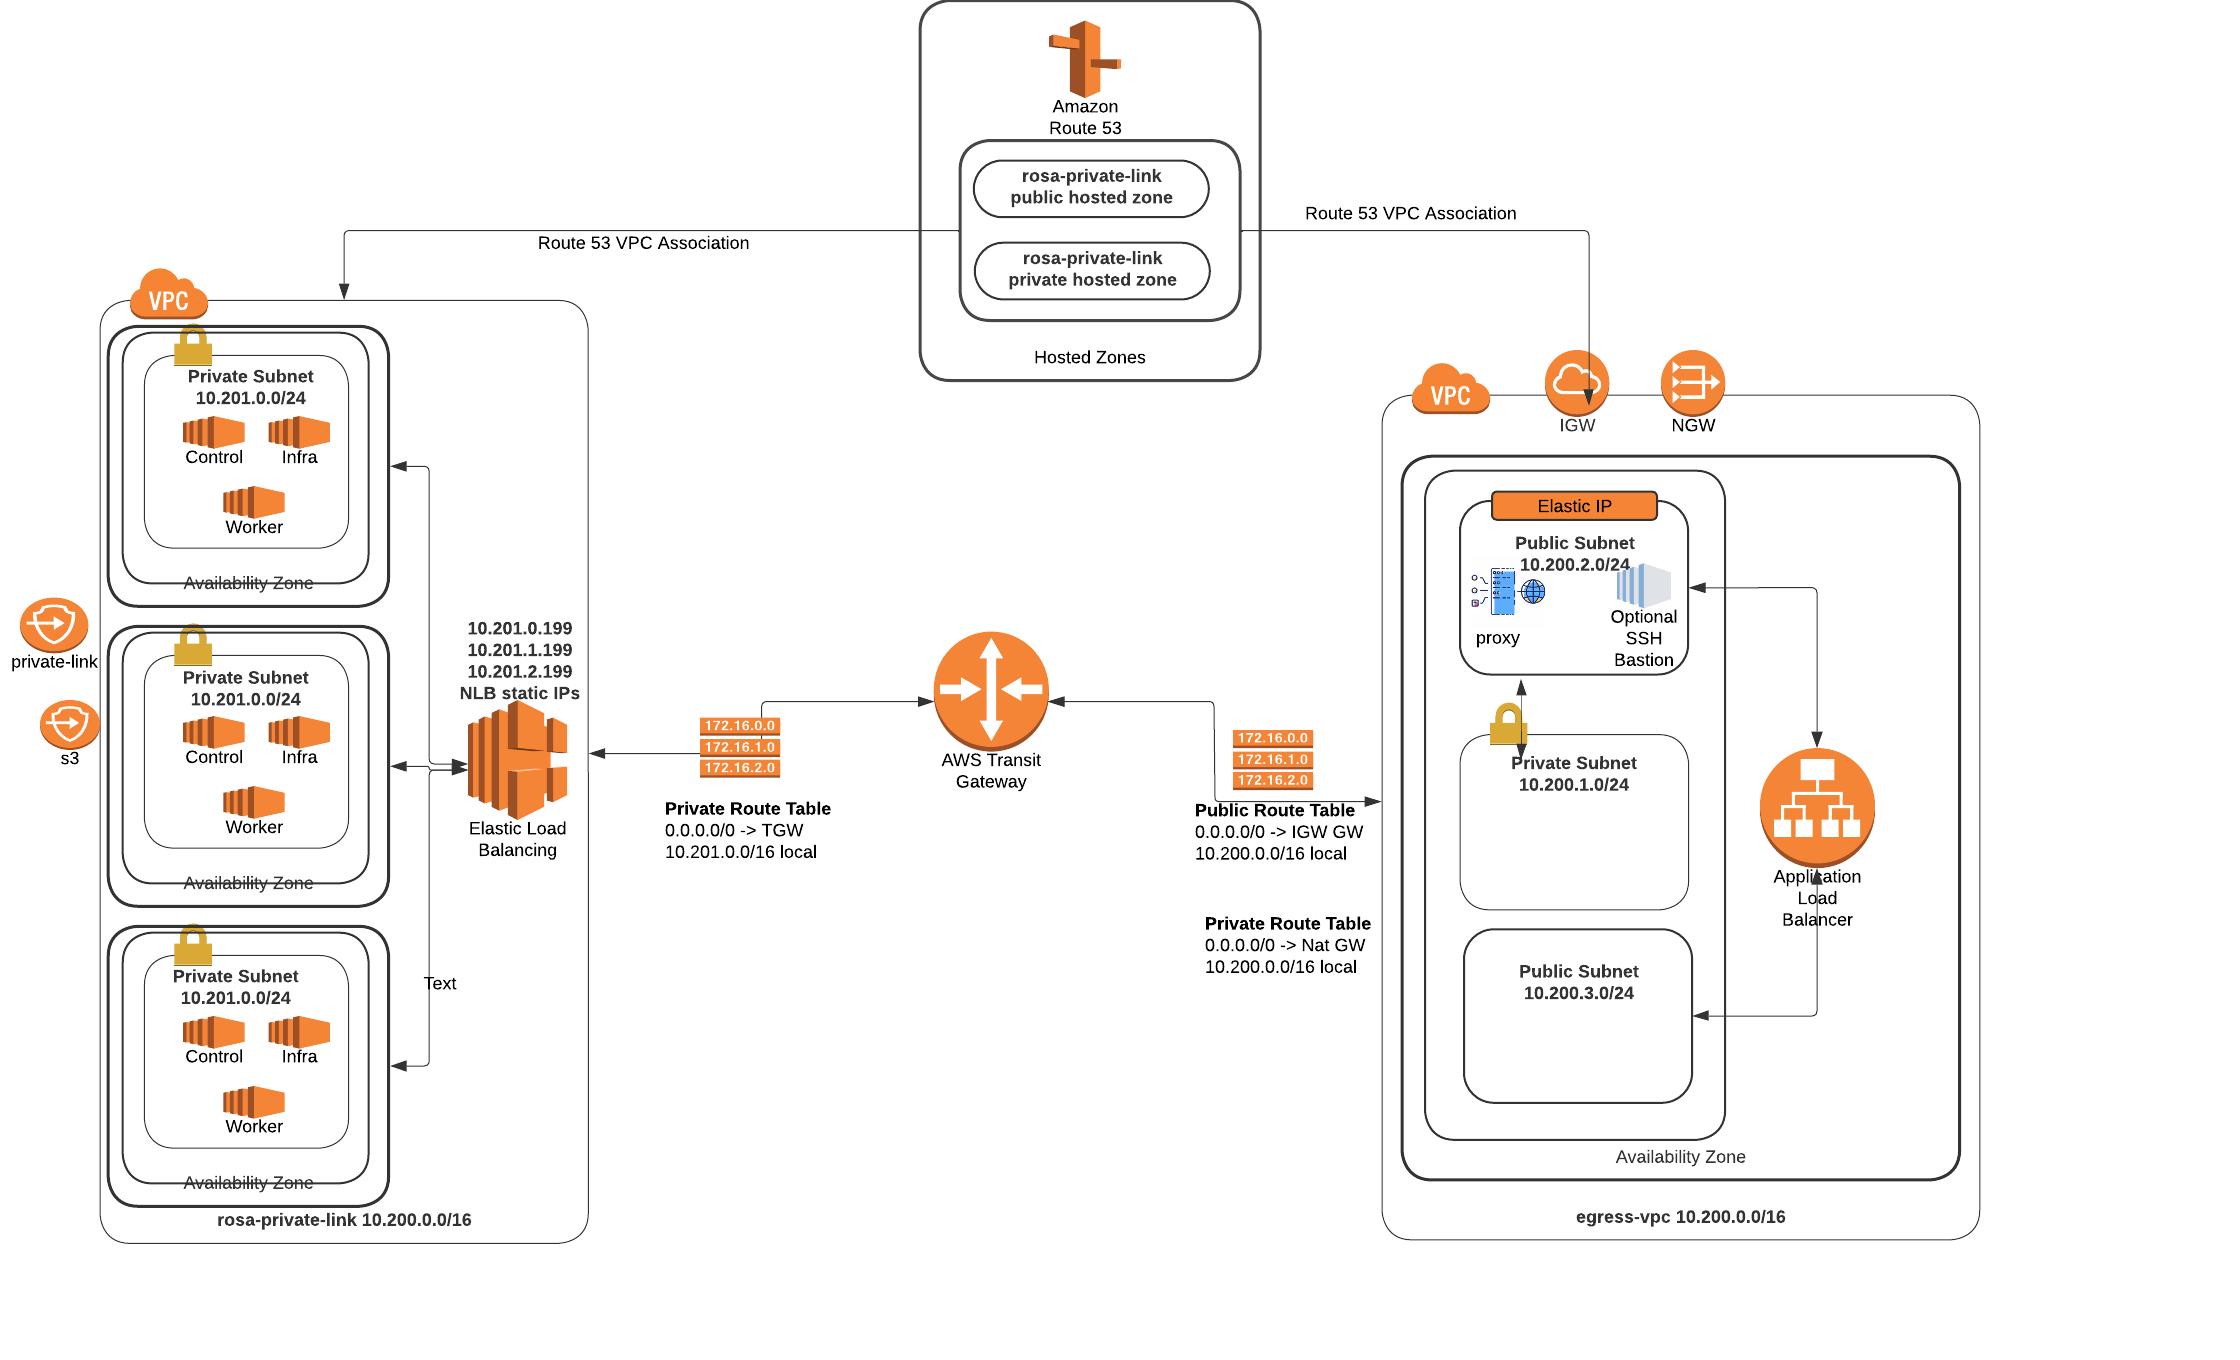 Amazon
Route 53
rosa-private-link
public hosted zone
rosa-private-link
private hosted zone
Hosted Zones
Route 53 VPC Association
Route 53 VPC Association
VPC
Private Subnet
10.201.0.0/24
Control
Infra
Worker
Availability Zone
private-link
s3
Private Subnet
10.201.0.0/24
Control
Infra
Worker
Availability Zone
Private Subnet
10.201.0.0/24
Control
Infra
Worker
Availability Zone
rosa-private-link 10.200.0.0/16
10.201.0.199
10.201.1.199
10.201.2.199
NLB static IPs
Elastic Load
Balancing
Text
172.16.0.0
172.16.1.0
172.16.2.0
Private Route Table
0.0.0.0/0 -> TGW
10.201.0.0/16 local
AWS Transit
Gateway
172.16.0.0
172.16.1.0
172.16.2.0
Public Route Table
0.0.0.0/0 -> IGW GW
10.200.0.0/16 local
Private Route Table
0.0.0.0/0 -> Nat GW
10.200.0.0/16 local
VPC
IGW
NGW
Elastic IP
Public Subnet
10.200.2.0/24
proxy
Optional
SSH
Bastion
Private Subnet
10.200.1.0/24
Public Subnet
10.200.3.0/24
Application
Load
Balancer
Availability Zone
egress-vpc 10.200.0.0/16